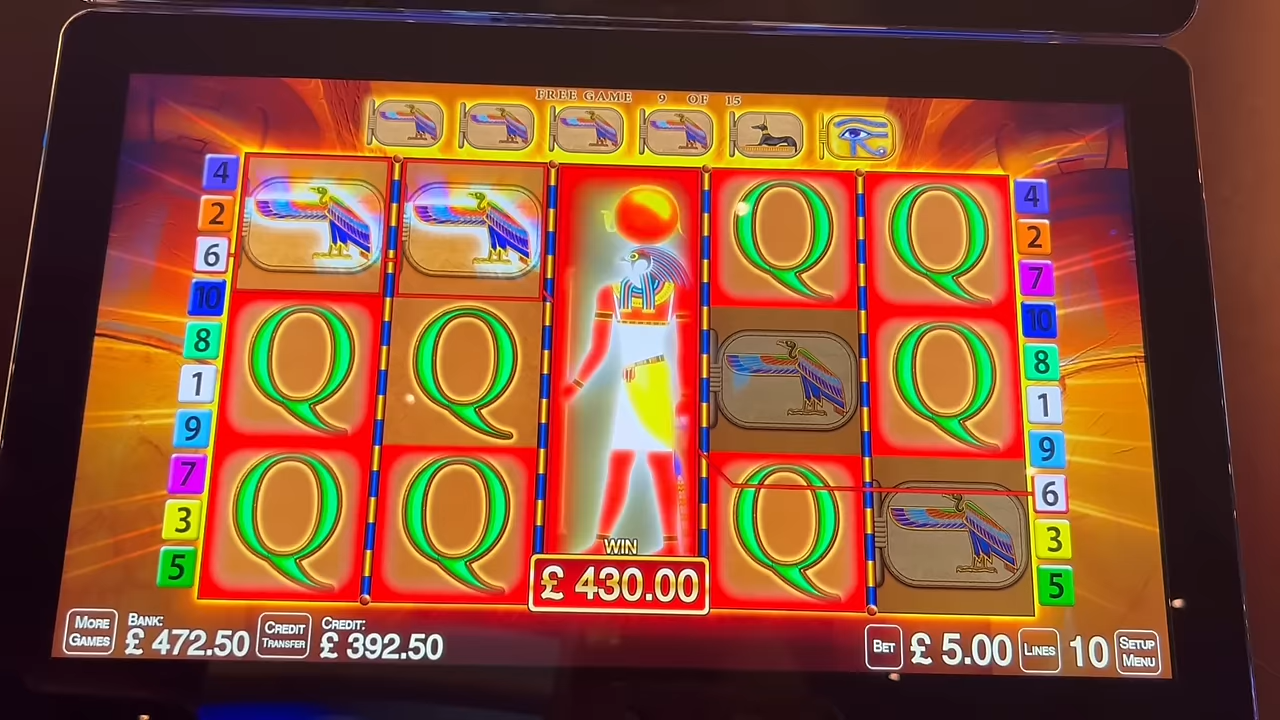 FREE GAME 9 OF 15
4
2
6
10
8
1
9
7
3
5
Q Q
Q Q Q
Q Q Q
4
2
7
10
8
1
9
6
3
5
WIN
£ 430.00
MORE GAMES
BANK:
£ 472.50
CREDIT TRANSFER
CREDIT:
£ 392.50
BET
£ 5.00
LINES
10
SETUP MENU